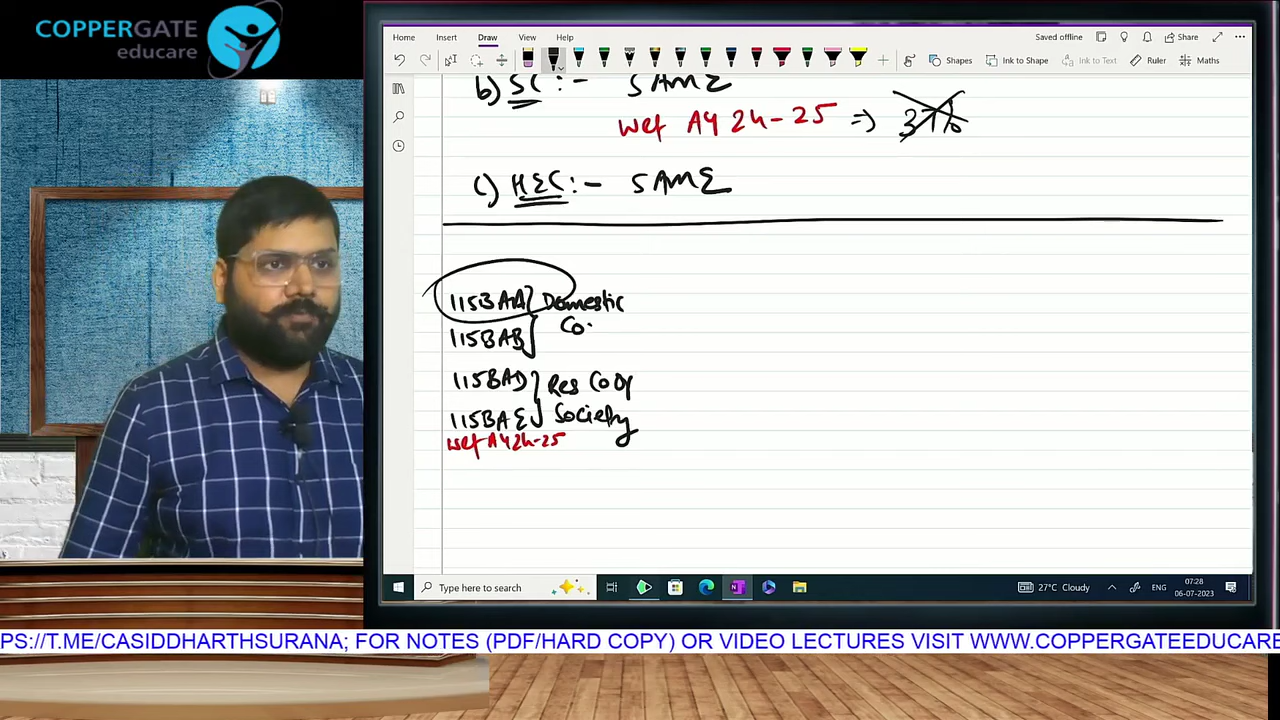 COPPERGATE
educare
Home Insert Draw View Help
Saved offline
Share
Shapes
Ink to Shape
Ink to Text
Ruler
Maths
b) SC :- SAME
wef AY 24-25 => 37%
c) HEC :- SAME
115BAA Domestic
115BAB Co.
115BAD Res CoOp
115BAE Society
wef AY 24-25
Type here to search
27°C Cloudy
ENG
07:28
06-07-2023
PS://T.ME/CASIDDHARTHSURANA; FOR NOTES (PDF/HARD COPY) OR VIDEO LECTURES VISIT WWW.COPPERGATEEDUCARE